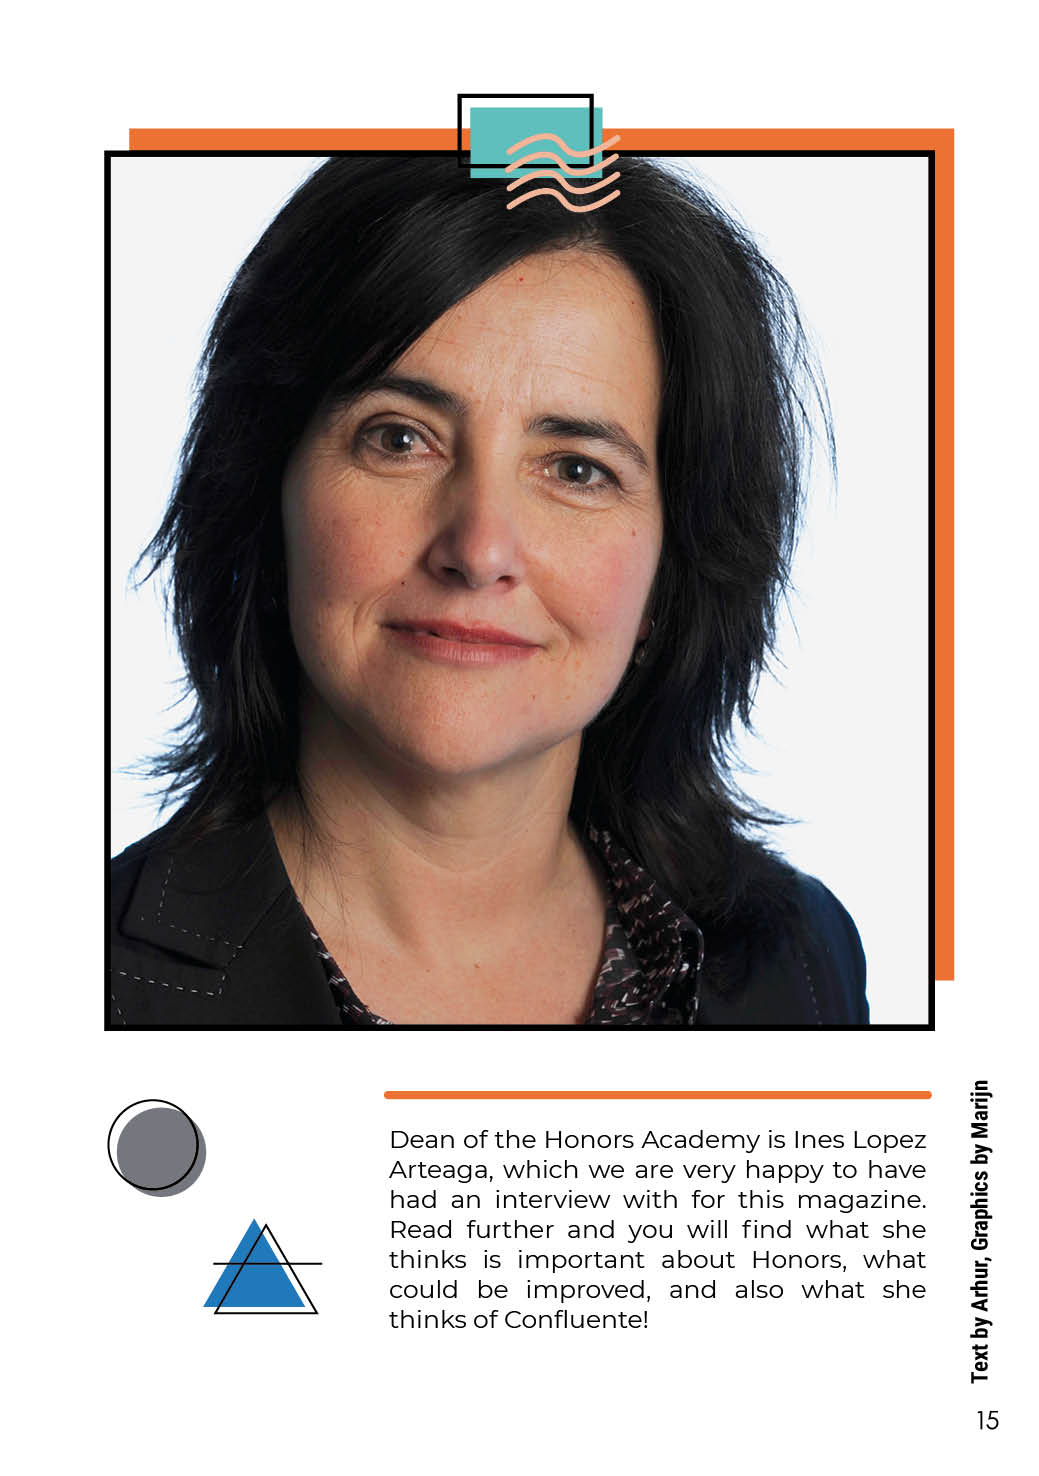 Dean of the Honors Academy is Ines Lopez
Arteaga, which we are very happy to have
had an interview with for this magazine.
Read further and you will find what she
thinks is important about Honors, what
could be improved, and also what she
thinks of Confluente!
Text by Arhur, Graphics by Marijn
15